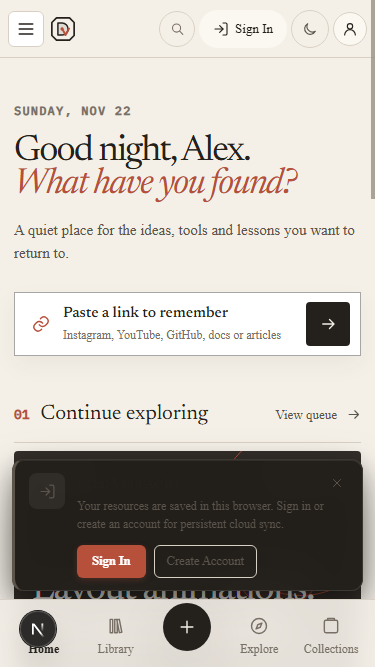 Sign In
SUNDAY, NOV 22
Good night, Alex.
What have you found?
A quiet place for the ideas, tools and lessons you want to
return to.
Paste a link to remember
Instagram, YouTube, GitHub, docs or articles
01 Continue exploring
View queue
Your resources are saved in this browser. Sign in or
create an account for persistent cloud sync.
Sign In
Create Account
Layout animations.
N
Home
Library
Explore
Collections